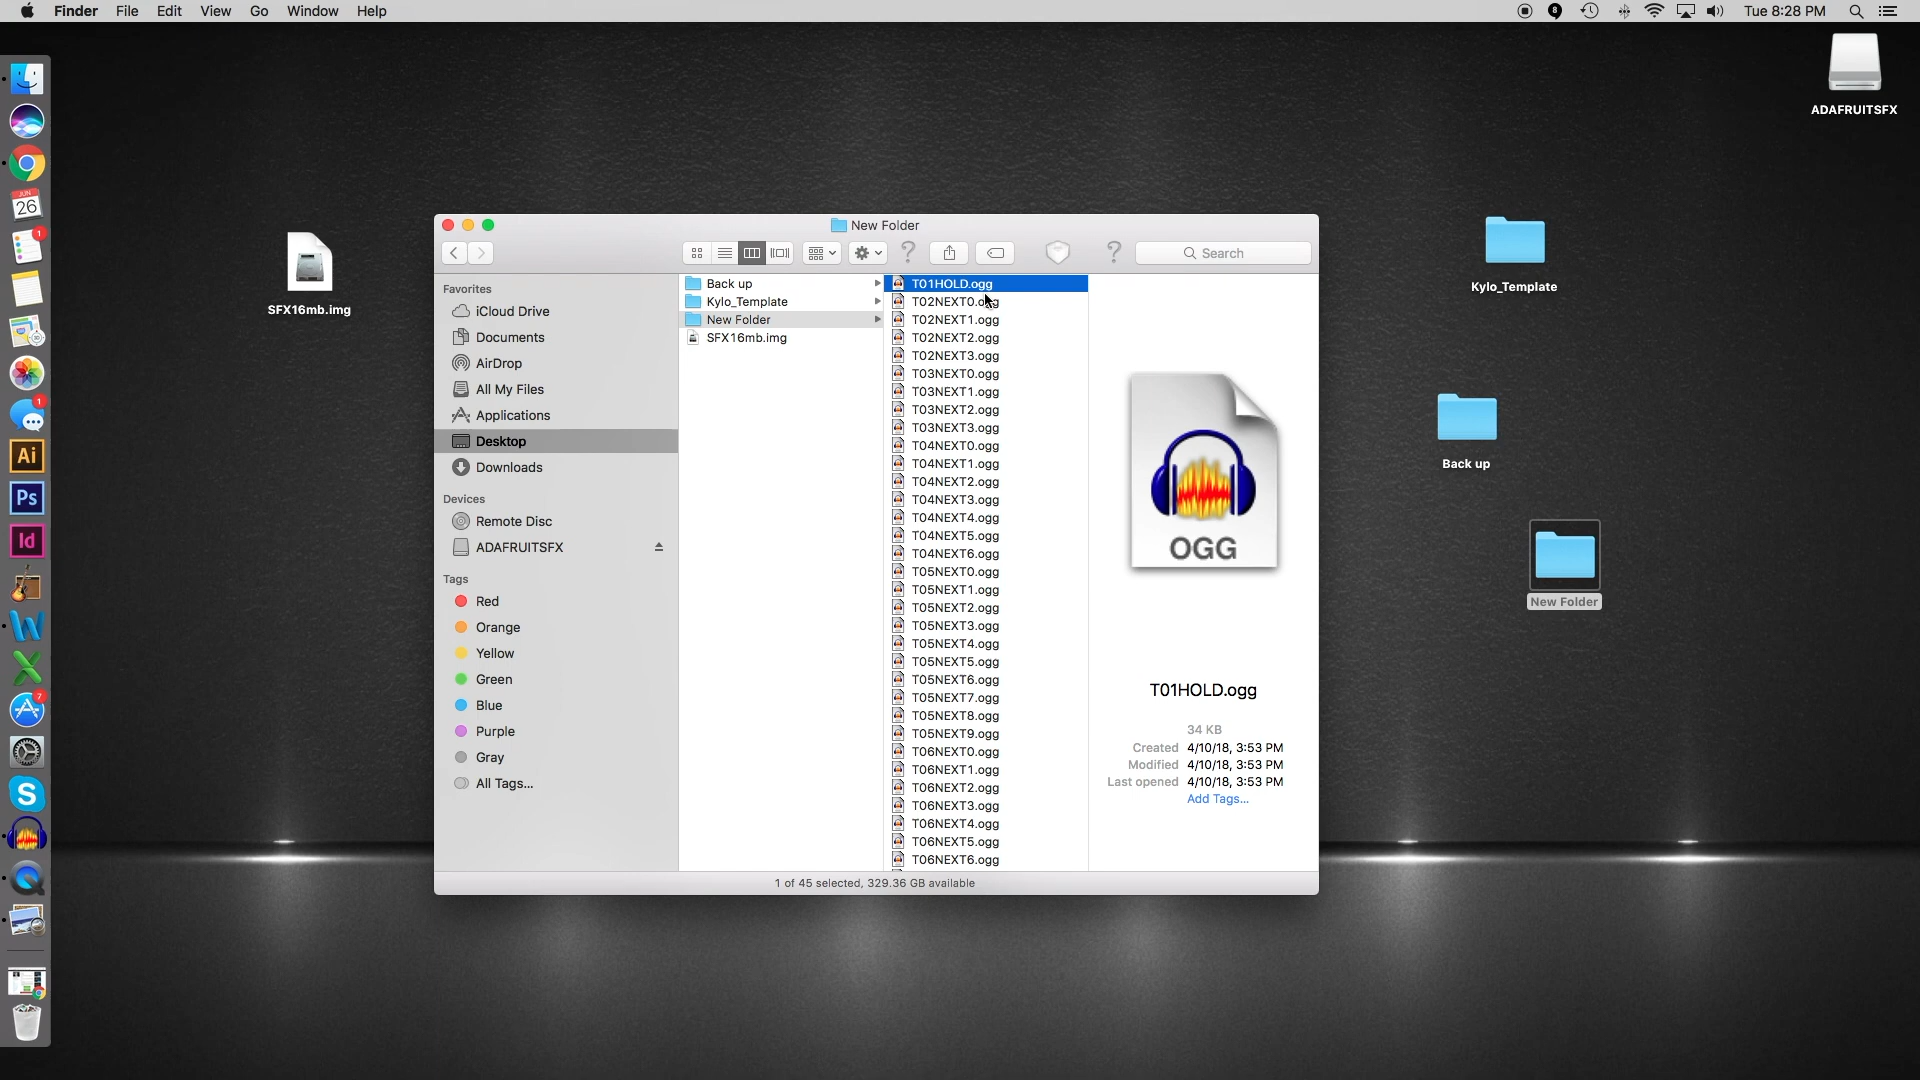 Finder File Edit View Go Window Help
8 Tue 8:28 PM
ADAFRUITSFX
JUN
26
1
1
Ai
Ps
Id
7
SFX16mb.img
Kylo_Template
Back up
New Folder
New Folder
Search
Favorites
iCloud Drive
Documents
AirDrop
All My Files
Applications
Desktop
Downloads
Devices
Remote Disc
ADAFRUITSFX
Tags
Red
Orange
Yellow
Green
Blue
Purple
Gray
All Tags...
Back up
Kylo_Template
New Folder
SFX16mb.img
T01HOLD.ogg
T02NEXT0.ogg
T02NEXT1.ogg
T02NEXT2.ogg
T02NEXT3.ogg
T03NEXT0.ogg
T03NEXT1.ogg
T03NEXT2.ogg
T03NEXT3.ogg
T04NEXT0.ogg
T04NEXT1.ogg
T04NEXT2.ogg
T04NEXT3.ogg
T04NEXT4.ogg
T04NEXT5.ogg
T04NEXT6.ogg
T05NEXT0.ogg
T05NEXT1.ogg
T05NEXT2.ogg
T05NEXT3.ogg
T05NEXT4.ogg
T05NEXT5.ogg
T05NEXT6.ogg
T05NEXT7.ogg
T05NEXT8.ogg
T05NEXT9.ogg
T06NEXT0.ogg
T06NEXT1.ogg
T06NEXT2.ogg
T06NEXT3.ogg
T06NEXT4.ogg
T06NEXT5.ogg
T06NEXT6.ogg
OGG
T01HOLD.ogg
34 KB
Created 4/10/18, 3:53 PM
Modified 4/10/18, 3:53 PM
Last opened 4/10/18, 3:53 PM
Add Tags...
1 of 45 selected, 329.36 GB available